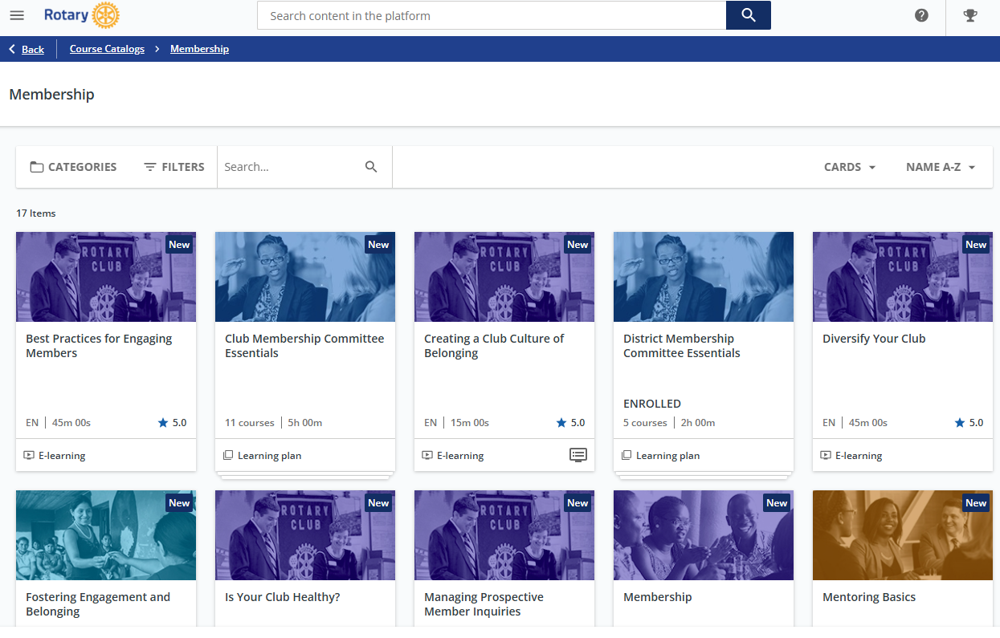 Rotary
Search content in the platform
Back
Course Catalogs
Membership
Membership
CATEGORIES
FILTERS
Search...
CARDS
NAME A-Z
17 Items
New
ROTARY
CLUB
Best Practices for Engaging
Members
EN
45m 00s
5.0
E-learning
New
Club Membership Committee
Essentials
11 courses
5h 00m
Learning plan
New
ROTARY
CLUB
Creating a Club Culture of
Belonging
EN
15m 00s
5.0
E-learning
District Membership
Committee Essentials
ENROLLED
5 courses
2h 00m
Learning plan
New
ROTARY
CLUB
Diversify Your Club
EN
45m 00s
5.0
E-learning
New
Fostering Engagement and
Belonging
New
ROTARY
CLUB
Is Your Club Healthy?
New
ROTARY
CLUB
Managing Prospective
Member Inquiries
New
Membership
New
Mentoring Basics